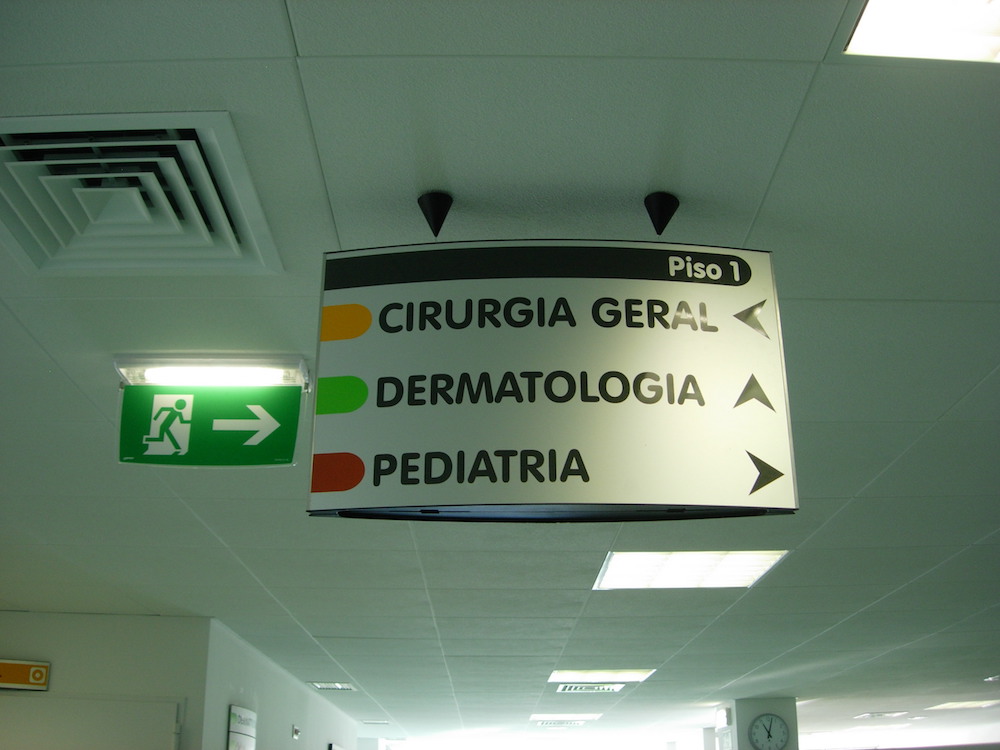 Piso 1
CIRURGIA GERAL
DERMATOLOGIA
PEDIATRIA